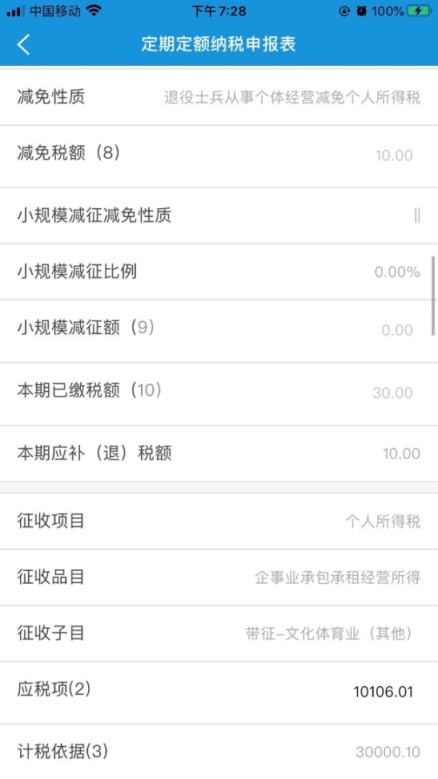 中国移动 下午7:28 100%
定期定额纳税申报表
减免性质 退役士兵从事个体经营减免个人所得税
减免税额（8） 10.00
小规模减征减免性质 ||
小规模减征比例 0.00%
小规模减征额（9） 0.00
本期已缴税额（10） 30.00
本期应补（退）税额 10.00
征收项目 个人所得税
征收品目 企事业承包承租经营所得
征收子目 带征-文化体育业（其他）
应税项(2) 10106.01
计税依据(3) 30000.10